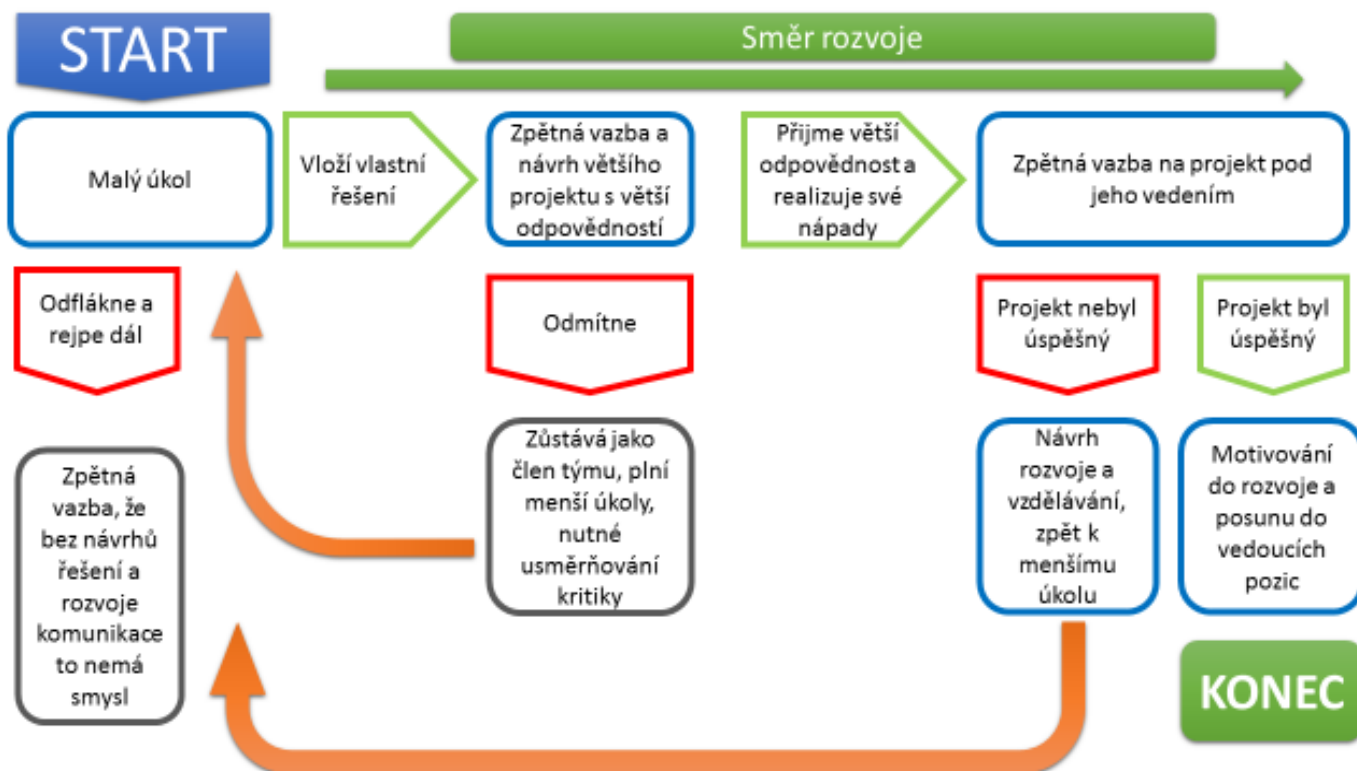 START
Směr rozvoje
Malý úkol
Vloží vlastní
řešení
Zpětná vazba a
návrh většího
projektu s větší
odpovědností
Přijme větší
odpovědnost a
realizuje své
nápady
Zpětná vazba na projekt pod
jeho vedením
Odflákne a
rejpe dál
Odmítne
Projekt nebyl
úspěšný
Projekt byl
úspěšný
Zpětná
vazba, že
bez návrhů
řešení a
rozvoje
komunikace
to nemá
smysl
Zůstává jako
člen týmu, plní
menší úkoly,
nutné
usměrňování
kritiky
Návrh
rozvoje a
vzdělávání,
zpět k
menšímu
úkolu
Motivování
do rozvoje a
posunu do
vedoucích
pozic
KONEC